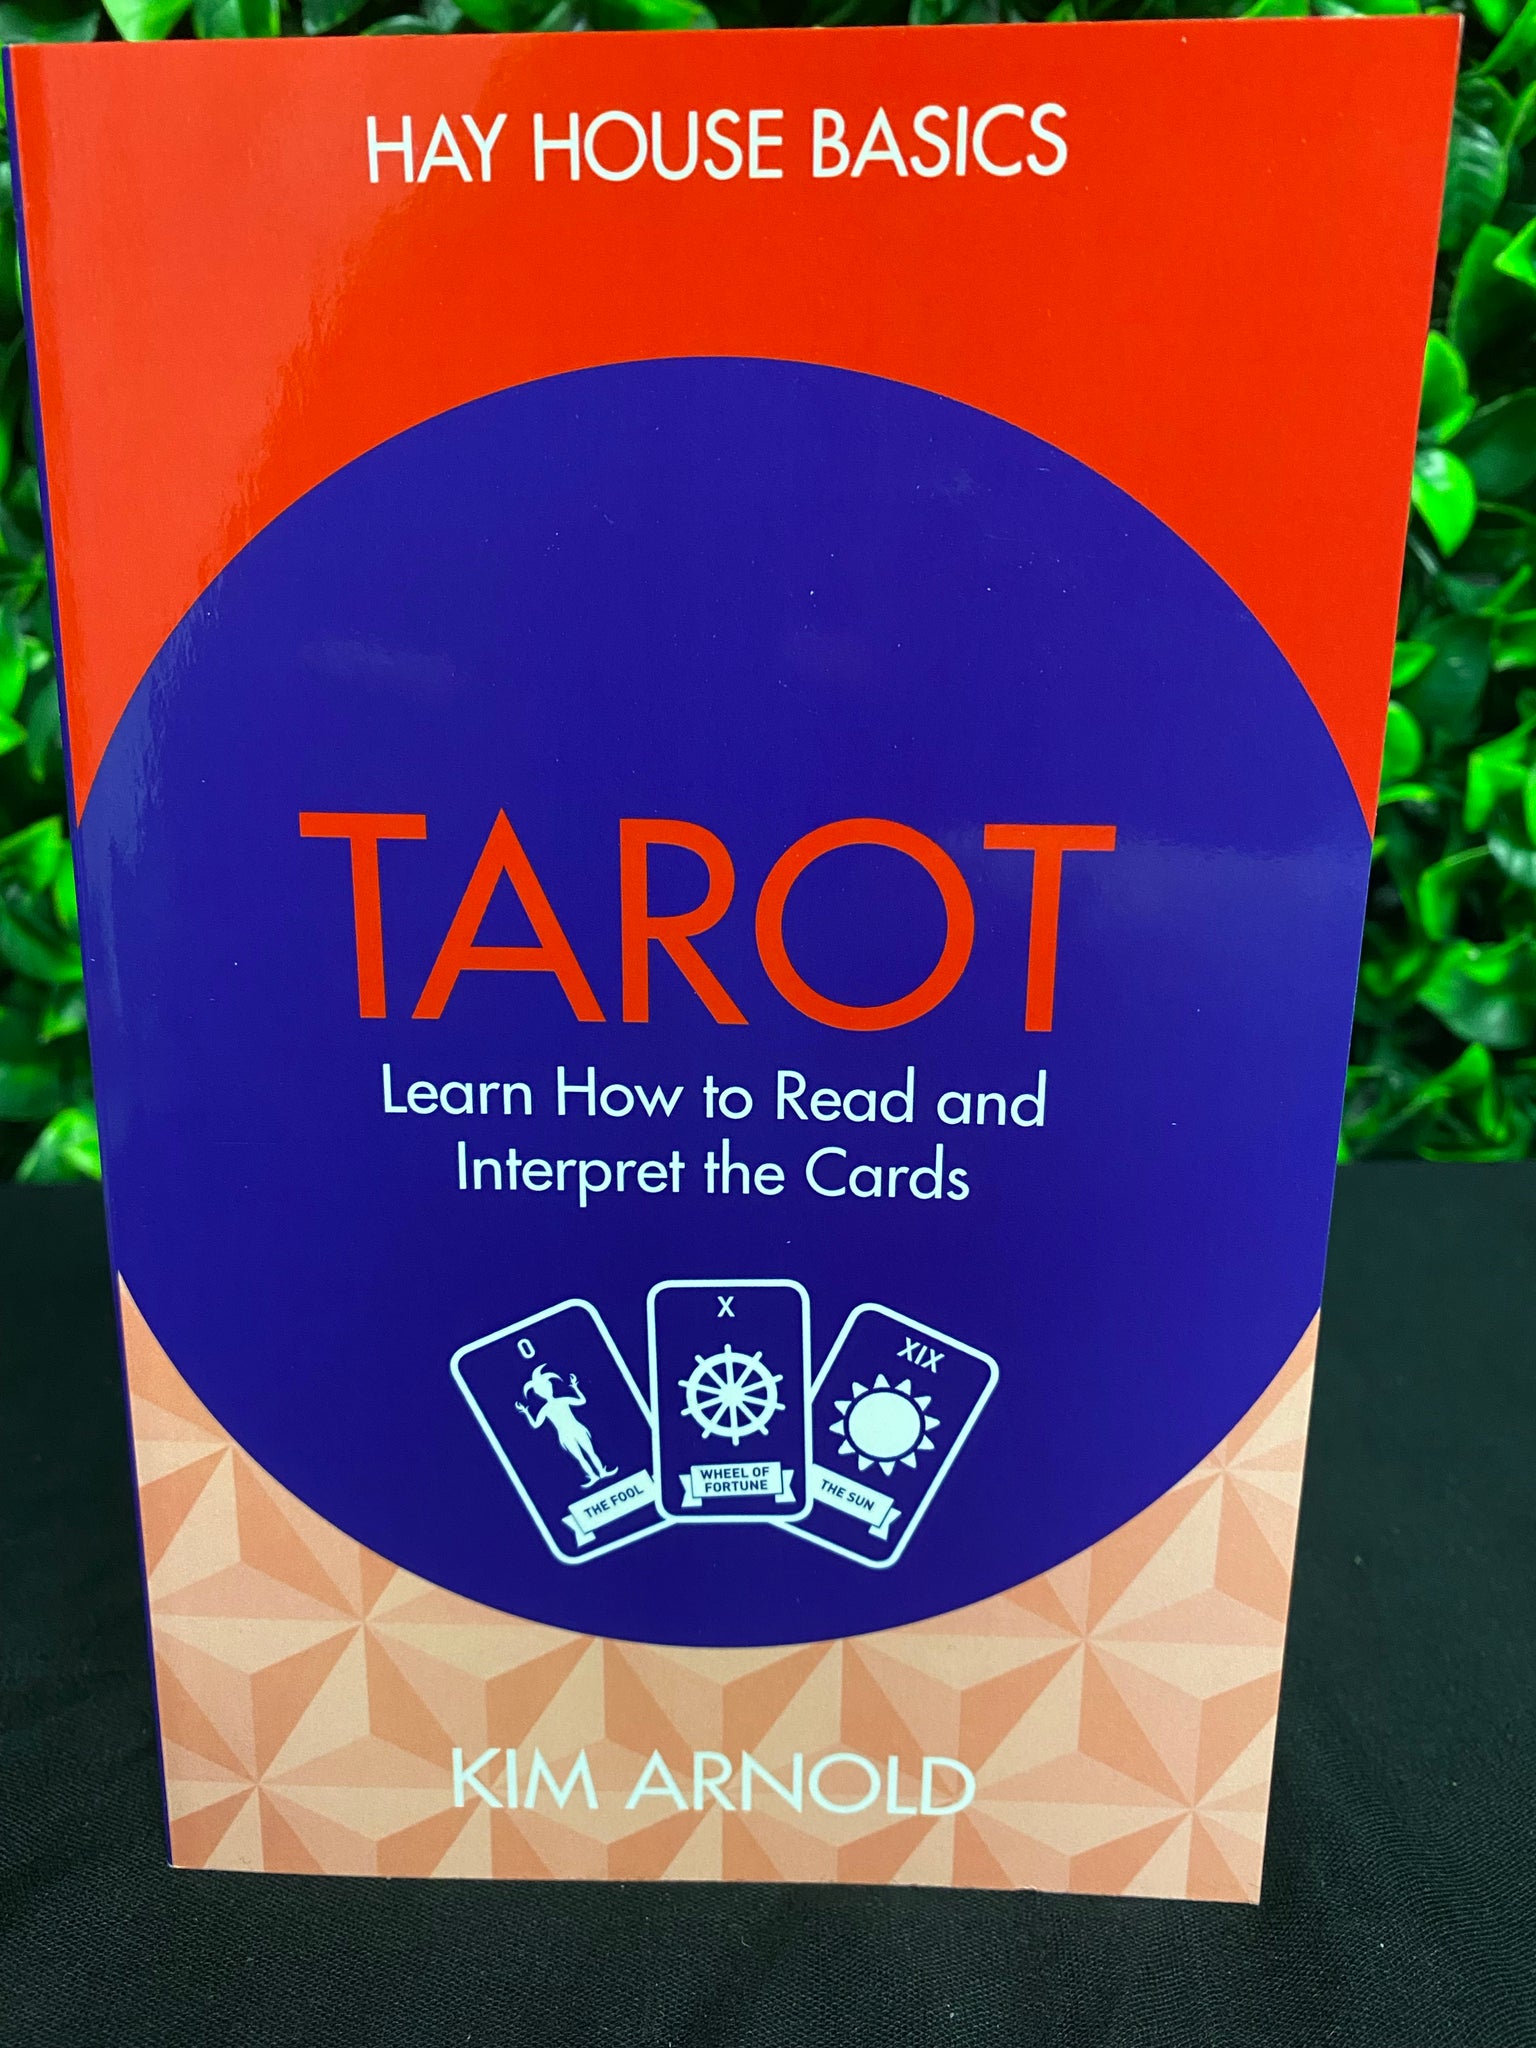 HAY HOUSE BASICS
TAROT
Learn How to Read and
Interpret the Cards
0
THE FOOL
X
WHEEL OF
FORTUNE
XIX
THE SUN
KIM ARNOLD